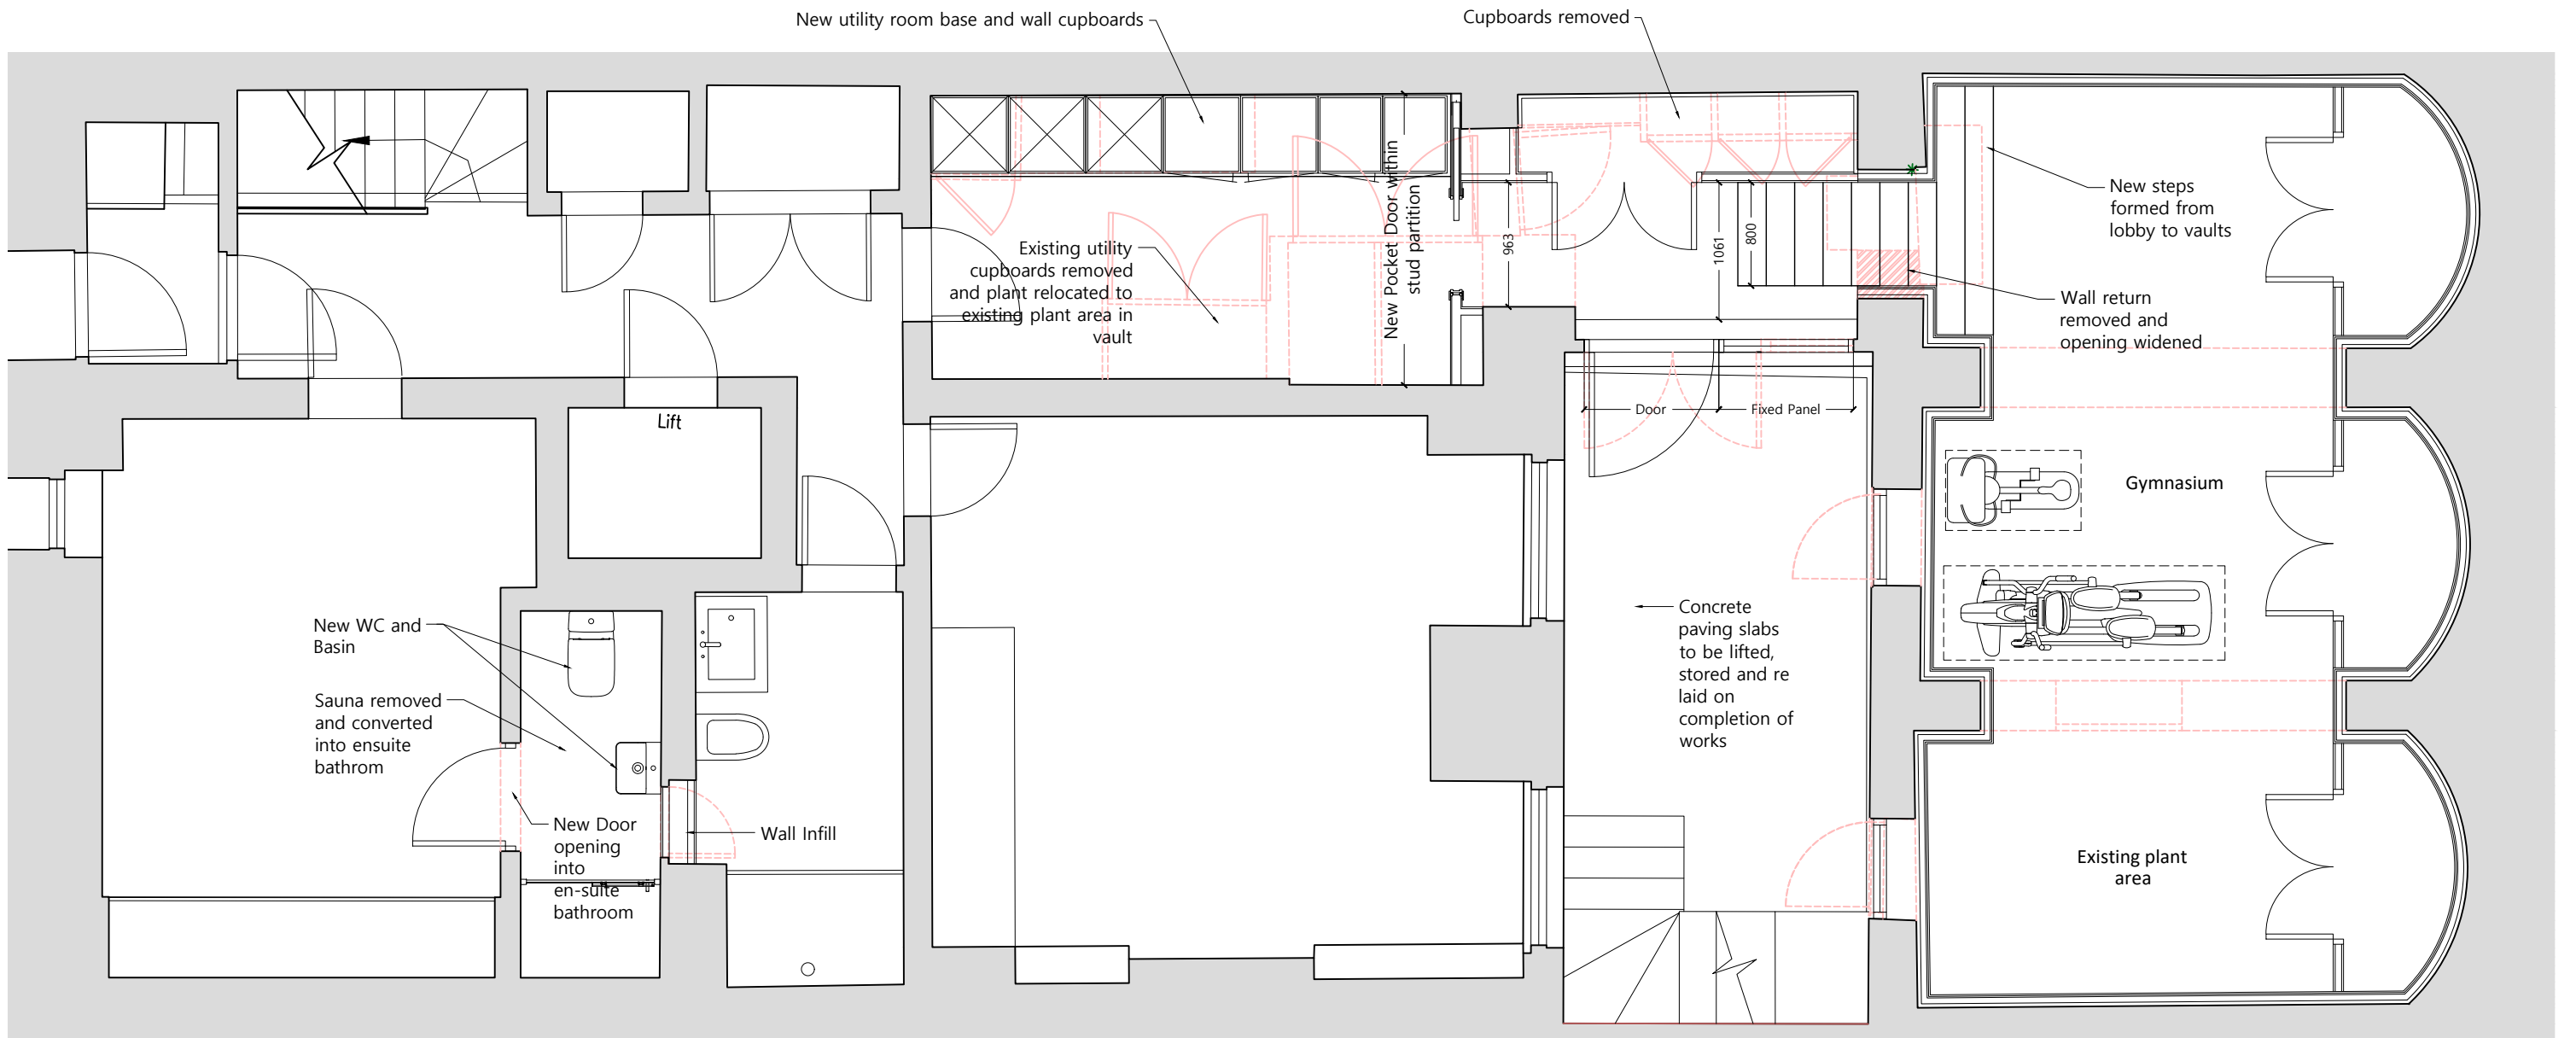 New utility room base and wall cupboards
Cupboards removed
New steps
formed from
lobby to vaults
Existing utility
cupboards removed
and plant relocated to
existing plant area in
vault
New Pocket Door within
stud partition
963
1061
800
Wall return
removed and
opening widened
Door
Fixed Panel
Lift
Gymnasium
New WC and
Basin
Sauna removed
and converted
into ensuite
bathrom
Concrete
paving slabs
to be lifted,
stored and re
laid on
completion of
works
New Door
opening
into
en-suite
bathroom
Wall Infill
Existing plant
area